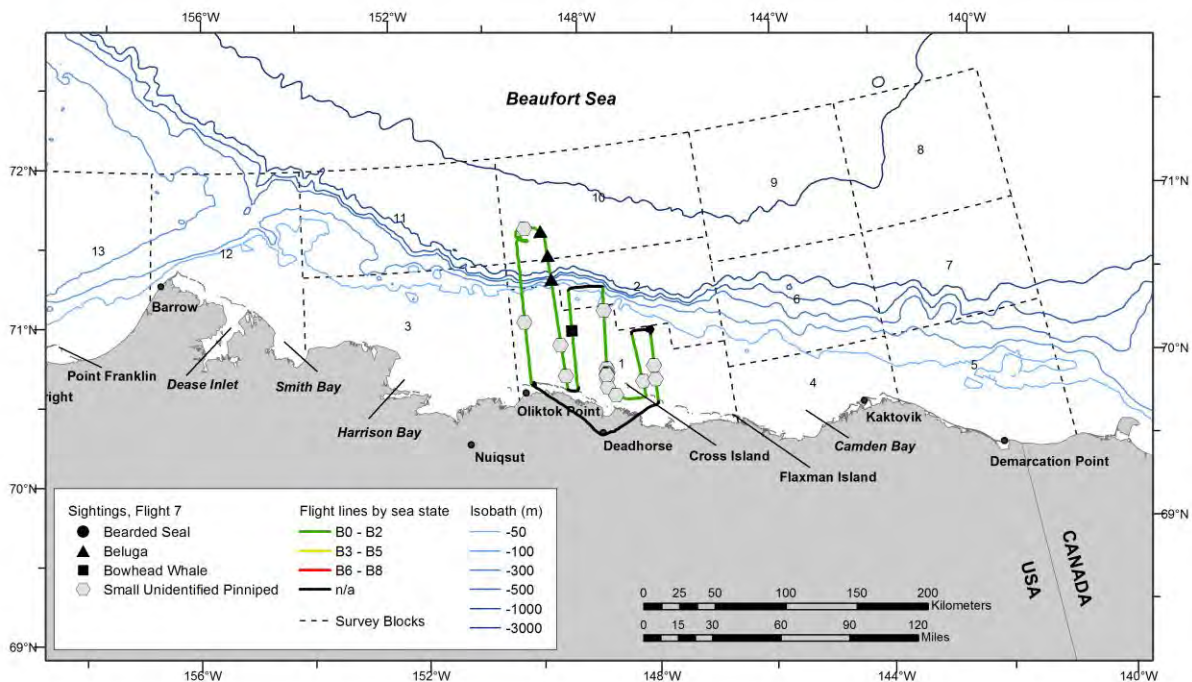 156°W 152°W 148°W 144°W 140°W
Beaufort Sea
8
9
72°N 71°N
10
11
13 12 7
2
6
Barrow
71°N 3 70°N
Point Franklin
1
5
right Dease Inlet Smith Bay
4
Oliktok Point Kaktovik
Harrison Bay Deadhorse Cross Island Camden Bay
Nuiqsut Flaxman Island Demarcation Point
70°N
69°N
Sightings, Flight 7
Bearded Seal
Beluga
Bowhead Whale
Small Unidentified Pinniped
Flight lines by sea state
B0 - B2
B3 - B5
B6 - B8
n/a
Survey Blocks
Isobath (m)
-50
-100
-300
-500
-1000
-3000
USA CANADA
0 25 50 100 150 200
Kilometers
0 15 30 60 90 120
Miles
69°N
156°W 152°W 148°W 144°W 140°W